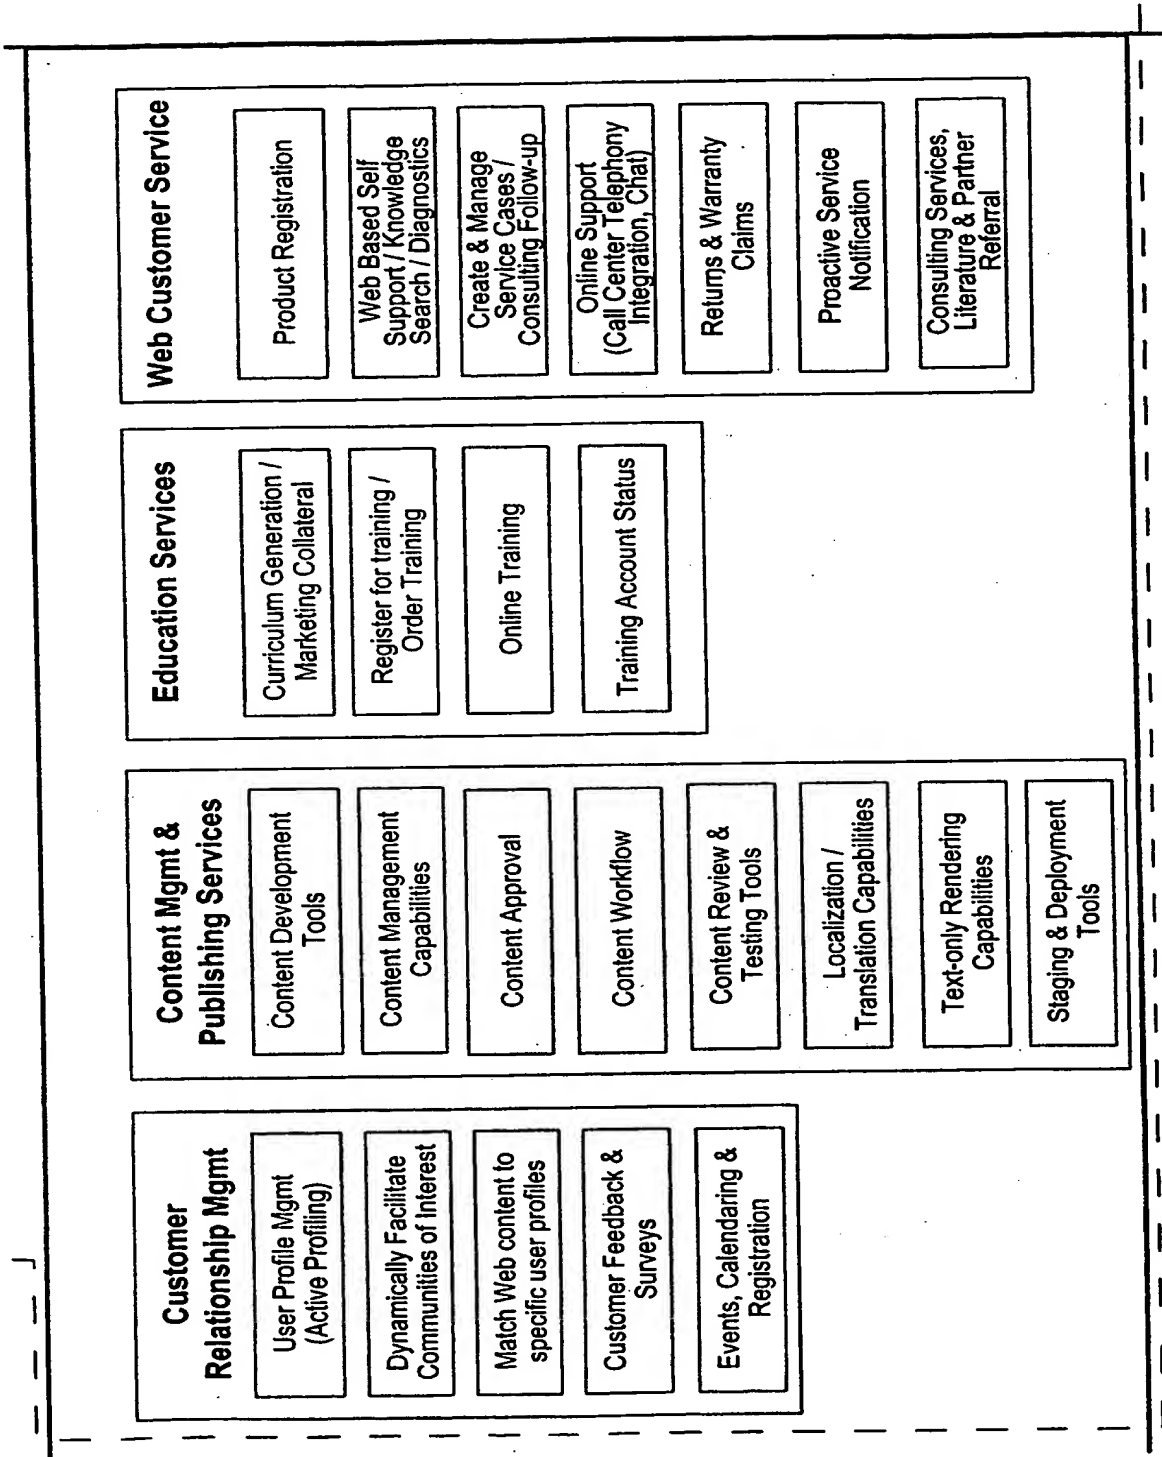 Customer
Relationship Mgmt
User Profile Mgmt
(Active Profiling)
Dynamically Facilitate
Communities of Interest
Match Web content to
specific user profiles
Customer Feedback &
Surveys
Events, Calendaring &
Registration
Content Mgmt &
Publishing Services
Content Development
Tools
Content Management
Capabilities
Content Approval
Content Workflow
Content Review &
Testing Tools
Localization /
Translation Capabilities
Text-only Rendering
Capabilities
Staging & Deployment
Tools
Education Services
Curriculum Generation /
Marketing Collateral
Register for training /
Order Training
Online Training
Training Account Status
Web Customer Service
Product Registration
Web Based Self
Support / Knowledge
Search / Diagnostics
Create & Manage
Service Cases /
Consulting Follow-up
Online Support
(Call Center Telephony
Integration, Chat)
Returns & Warranty
Claims
Proactive Service
Notification
Consulting Services,
Literature & Partner
Referral